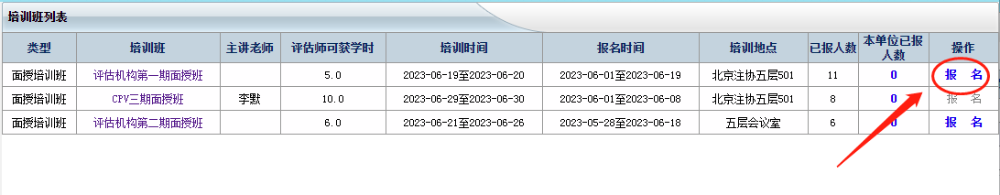 培训班列表
类型 培训班 主讲老师 评估师可获学时 培训时间 报名时间 培训地点 已报人数 本单位已报人数 操作
面授培训班 评估机构第一期面授班 5.0 2023-06-19至2023-06-20 2023-06-01至2023-06-19 北京注协五层501 11 0 报 名
面授培训班 CPV三期面授班 李默 10.0 2023-06-29至2023-06-30 2023-06-01至2023-06-08 北京注协五层501 8 0 报 名
面授培训班 评估机构第二期面授班 6.0 2023-06-21至2023-06-26 2023-05-28至2023-06-18 五层会议室 6 0 报 名